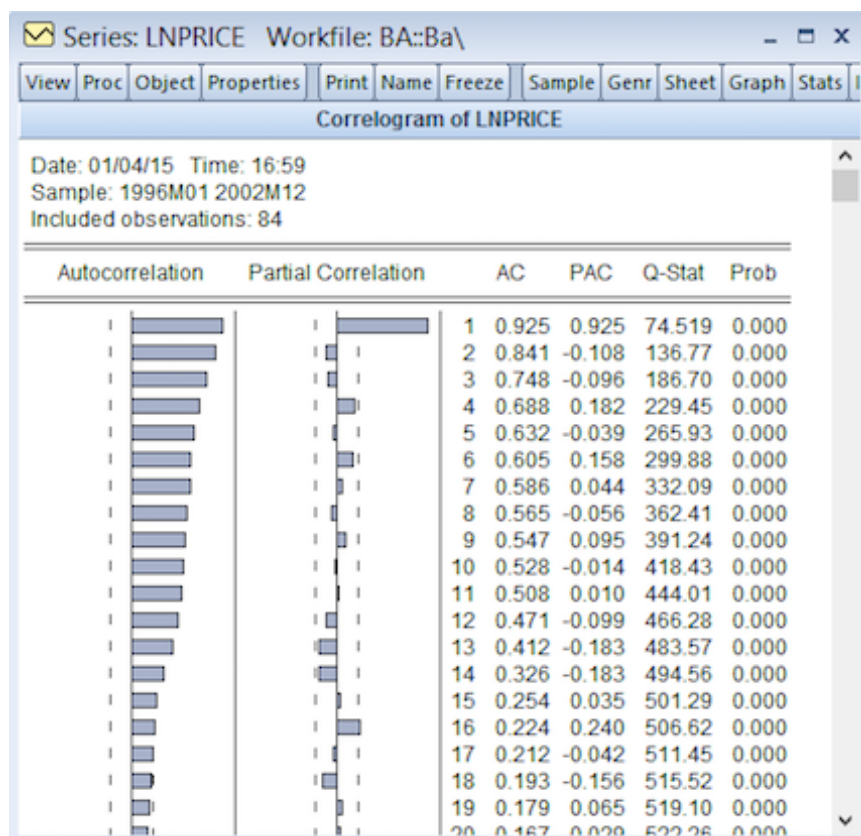 Series: LNPRICE Workfile: BA::Ba\
View Proc Object Properties Print Name Freeze Sample Genr Sheet Graph Stats
Correlogram of LNPRICE
Date: 01/04/15 Time: 16:59
Sample: 1996M01 2002M12
Included observations: 84
Autocorrelation Partial Correlation AC PAC Q-Stat Prob
1 0.925 0.925 74.519 0.000
2 0.841 -0.108 136.77 0.000
3 0.748 -0.096 186.70 0.000
4 0.688 0.182 229.45 0.000
5 0.632 -0.039 265.93 0.000
6 0.605 0.158 299.88 0.000
7 0.586 0.044 332.09 0.000
8 0.565 -0.056 362.41 0.000
9 0.547 0.095 391.24 0.000
10 0.528 -0.014 418.43 0.000
11 0.508 0.010 444.01 0.000
12 0.471 -0.099 466.28 0.000
13 0.412 -0.183 483.57 0.000
14 0.326 -0.183 494.56 0.000
15 0.254 0.035 501.29 0.000
16 0.224 0.240 506.62 0.000
17 0.212 -0.042 511.45 0.000
18 0.193 -0.156 515.52 0.000
19 0.179 0.065 519.10 0.000
20 0.167 0.029 522.26 0.000